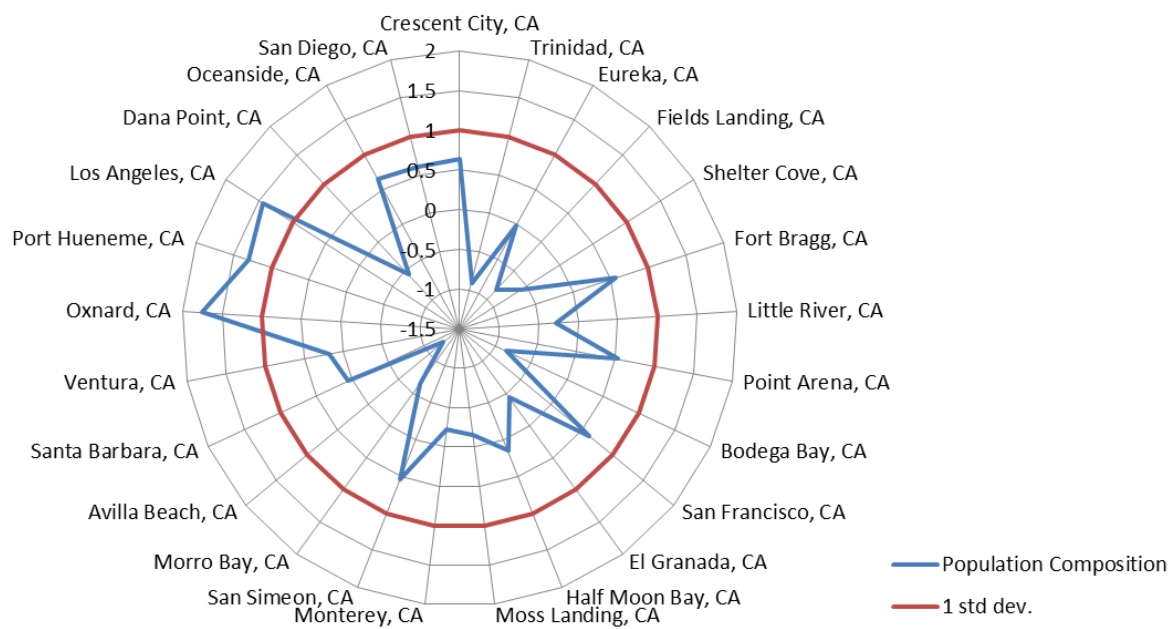 Crescent City, CA
Trinidad, CA
Eureka, CA
Fields Landing, CA
Shelter Cove, CA
Fort Bragg, CA
Little River, CA
Point Arena, CA
Bodega Bay, CA
San Francisco, CA
El Granada, CA
Half Moon Bay, CA
Moss Landing, CA
Monterey, CA
San Simeon, CA
Morro Bay, CA
Avilla Beach, CA
Santa Barbara, CA
Ventura, CA
Oxnard, CA
Port Hueneme, CA
Los Angeles, CA
Dana Point, CA
Oceanside, CA
San Diego, CA
2
1.5
1
0.5
0
-0.5
-1
-1.5
Population Composition
1 std dev.